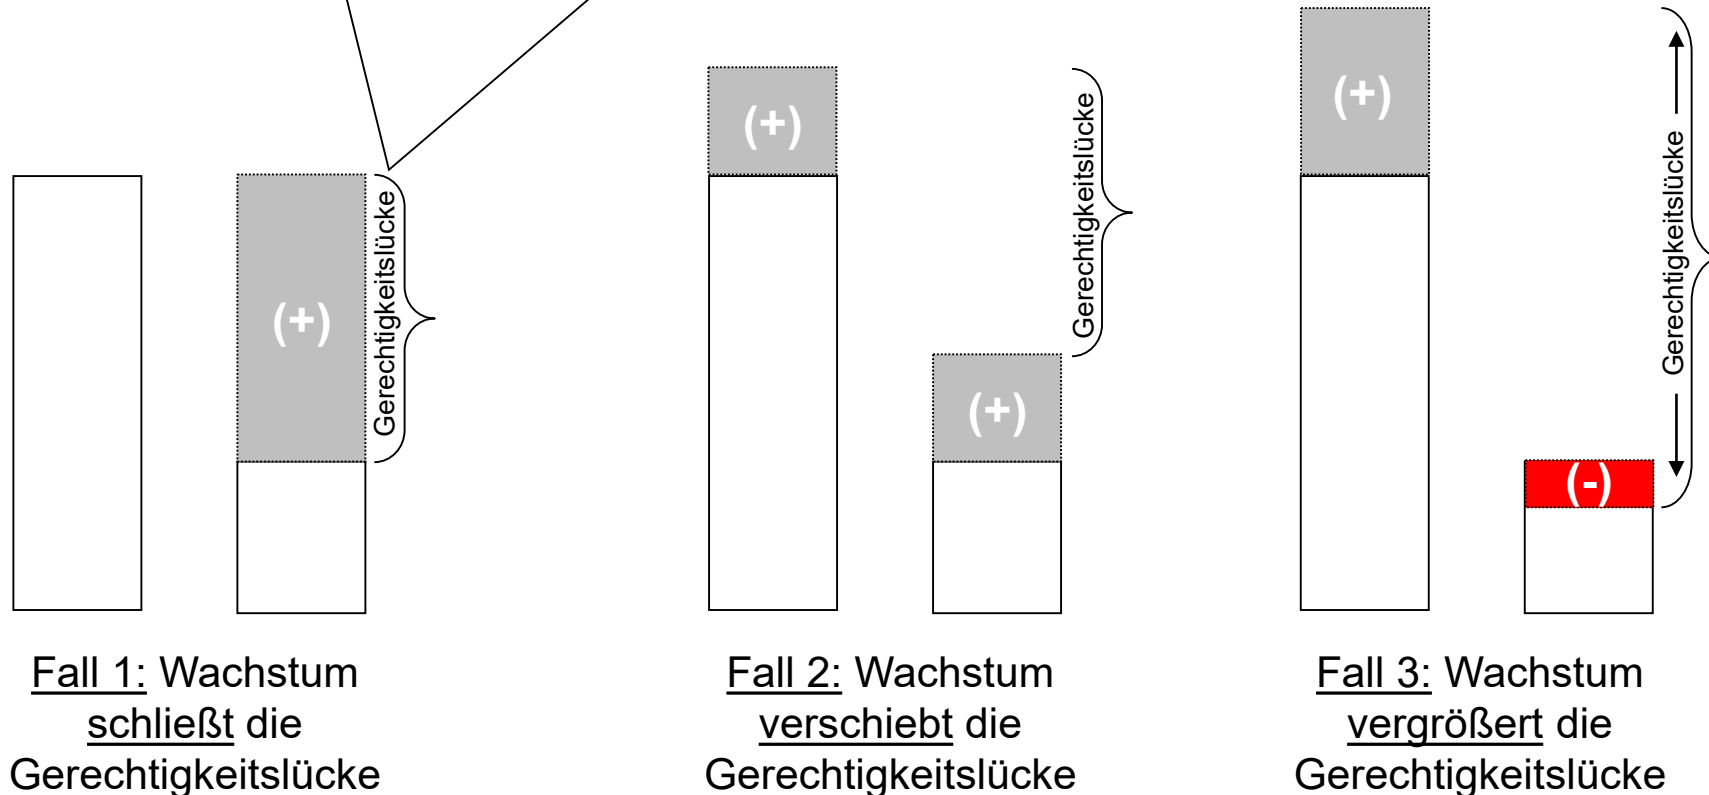 (+)
Gerechtigkeitslücke
(+)
(+)
Gerechtigkeitslücke
(+)
(-)
Gerechtigkeitslücke
Fall 1: Wachstum
schließt die
Gerechtigkeitslücke
Fall 2: Wachstum
verschiebt die
Gerechtigkeitslücke
Fall 3: Wachstum
vergrößert die
Gerechtigkeitslücke